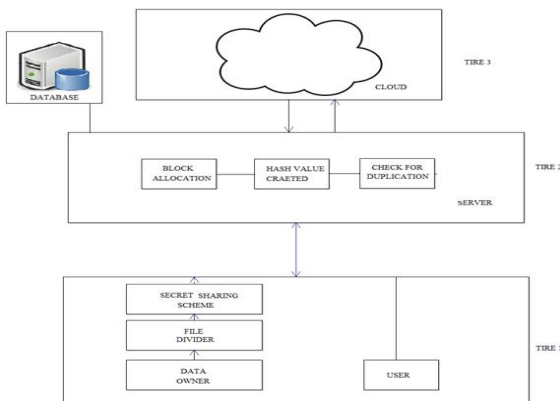 TIRE 3
CLOUD
DATABASE
BLOCK
ALLOCATION
HASH VALUE
CRAETED
CHECK FOR
DUPLICATION
TIRE 2
SERVER
SECRET SHARING
SCHEME
FILE
DIVIDER
DATA
OWNER
USER
TIRE 1